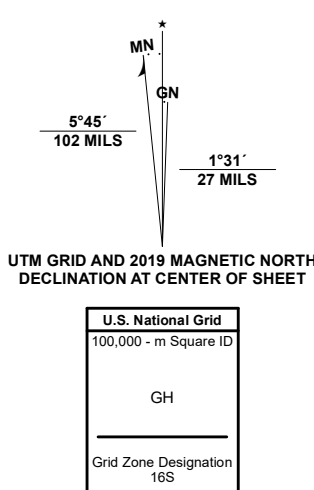 ★
MN
GN
5°45´
102 MILS
1°31´
27 MILS
UTM GRID AND 2019 MAGNETIC NORTH
DECLINATION AT CENTER OF SHEET
U.S. National Grid
100,000 - m Square ID
GH
Grid Zone Designation
16S